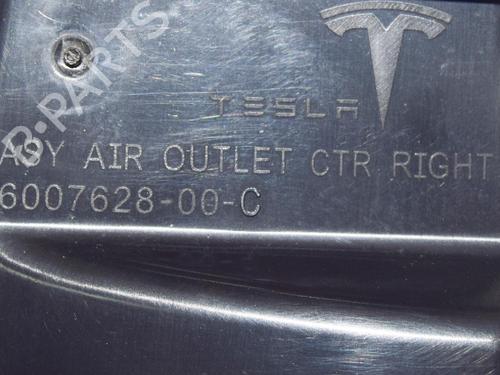 TESLA
ASY AIR OUTLET CTR RIGHT
6007628-00-C
B-PARTS